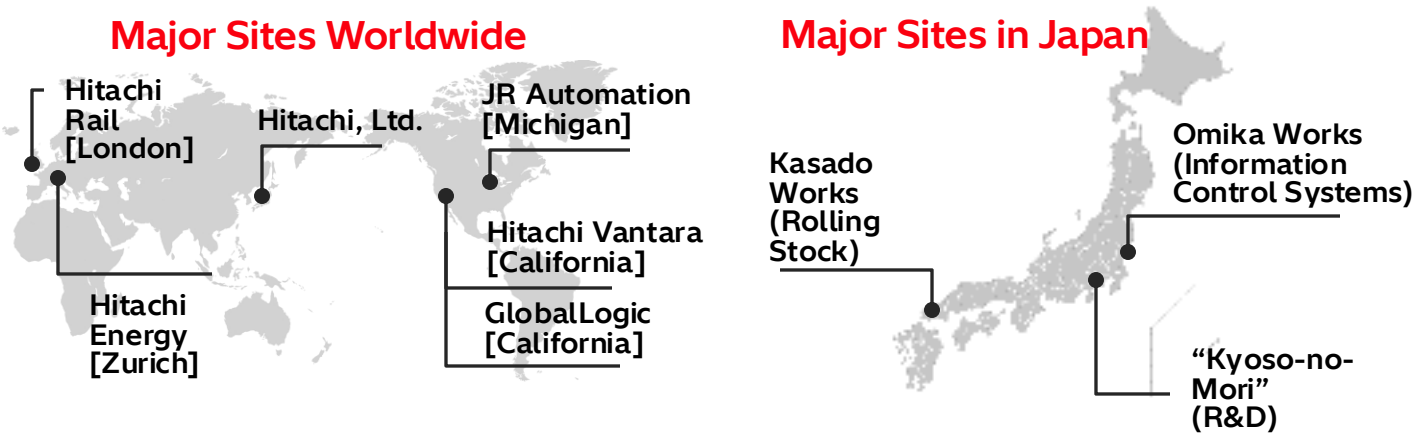 Major Sites Worldwide
Hitachi
Rail
[London]
Hitachi, Ltd.
JR Automation
[Michigan]
Hitachi Vantara
[California]
GlobalLogic
[California]
Hitachi
Energy
[Zurich]
Major Sites in Japan
Kasado
Works
(Rolling
Stock)
Omika Works
(Information
Control Systems)
“Kyoso-no-
Mori”
(R&D)